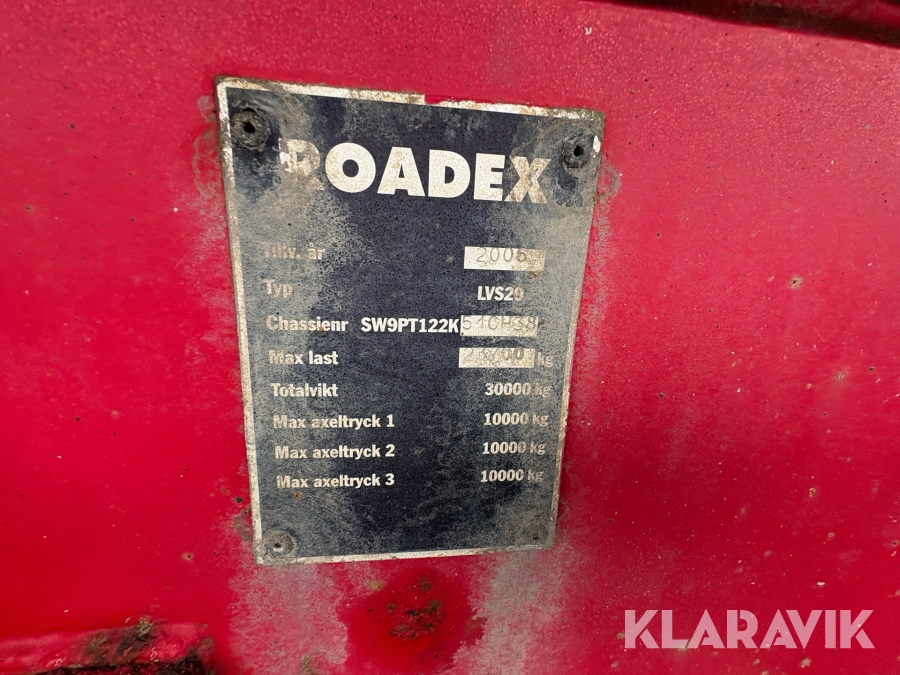 ROADEX
Tillv. år
Typ LVS29
Chassienr SW9PT122K
Max last kg
Totalvikt 30000 kg
Max axeltryck 1 10000 kg
Max axeltryck 2 10000 kg
Max axeltryck 3 10000 kg
KLARAVIK